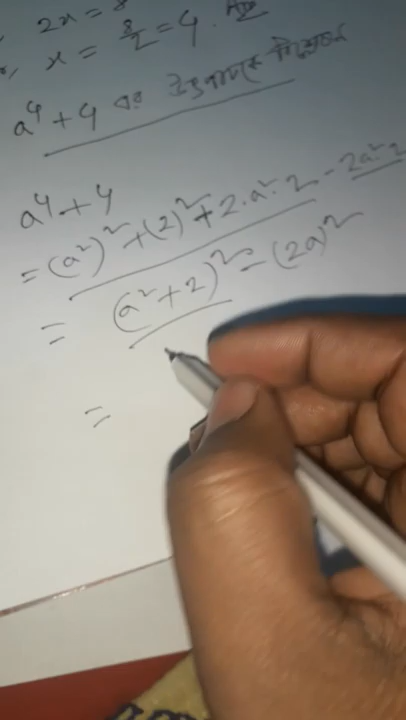 2x = 8
x = 8/2 = 4. Ans
a⁴ + 4 এর উৎপাদকে বিশ্লেষণ
a⁴ + 4
= (a²)² + (2)² + 2.a².2 - 2a².2
= (a² + 2)² - (2a)²
=